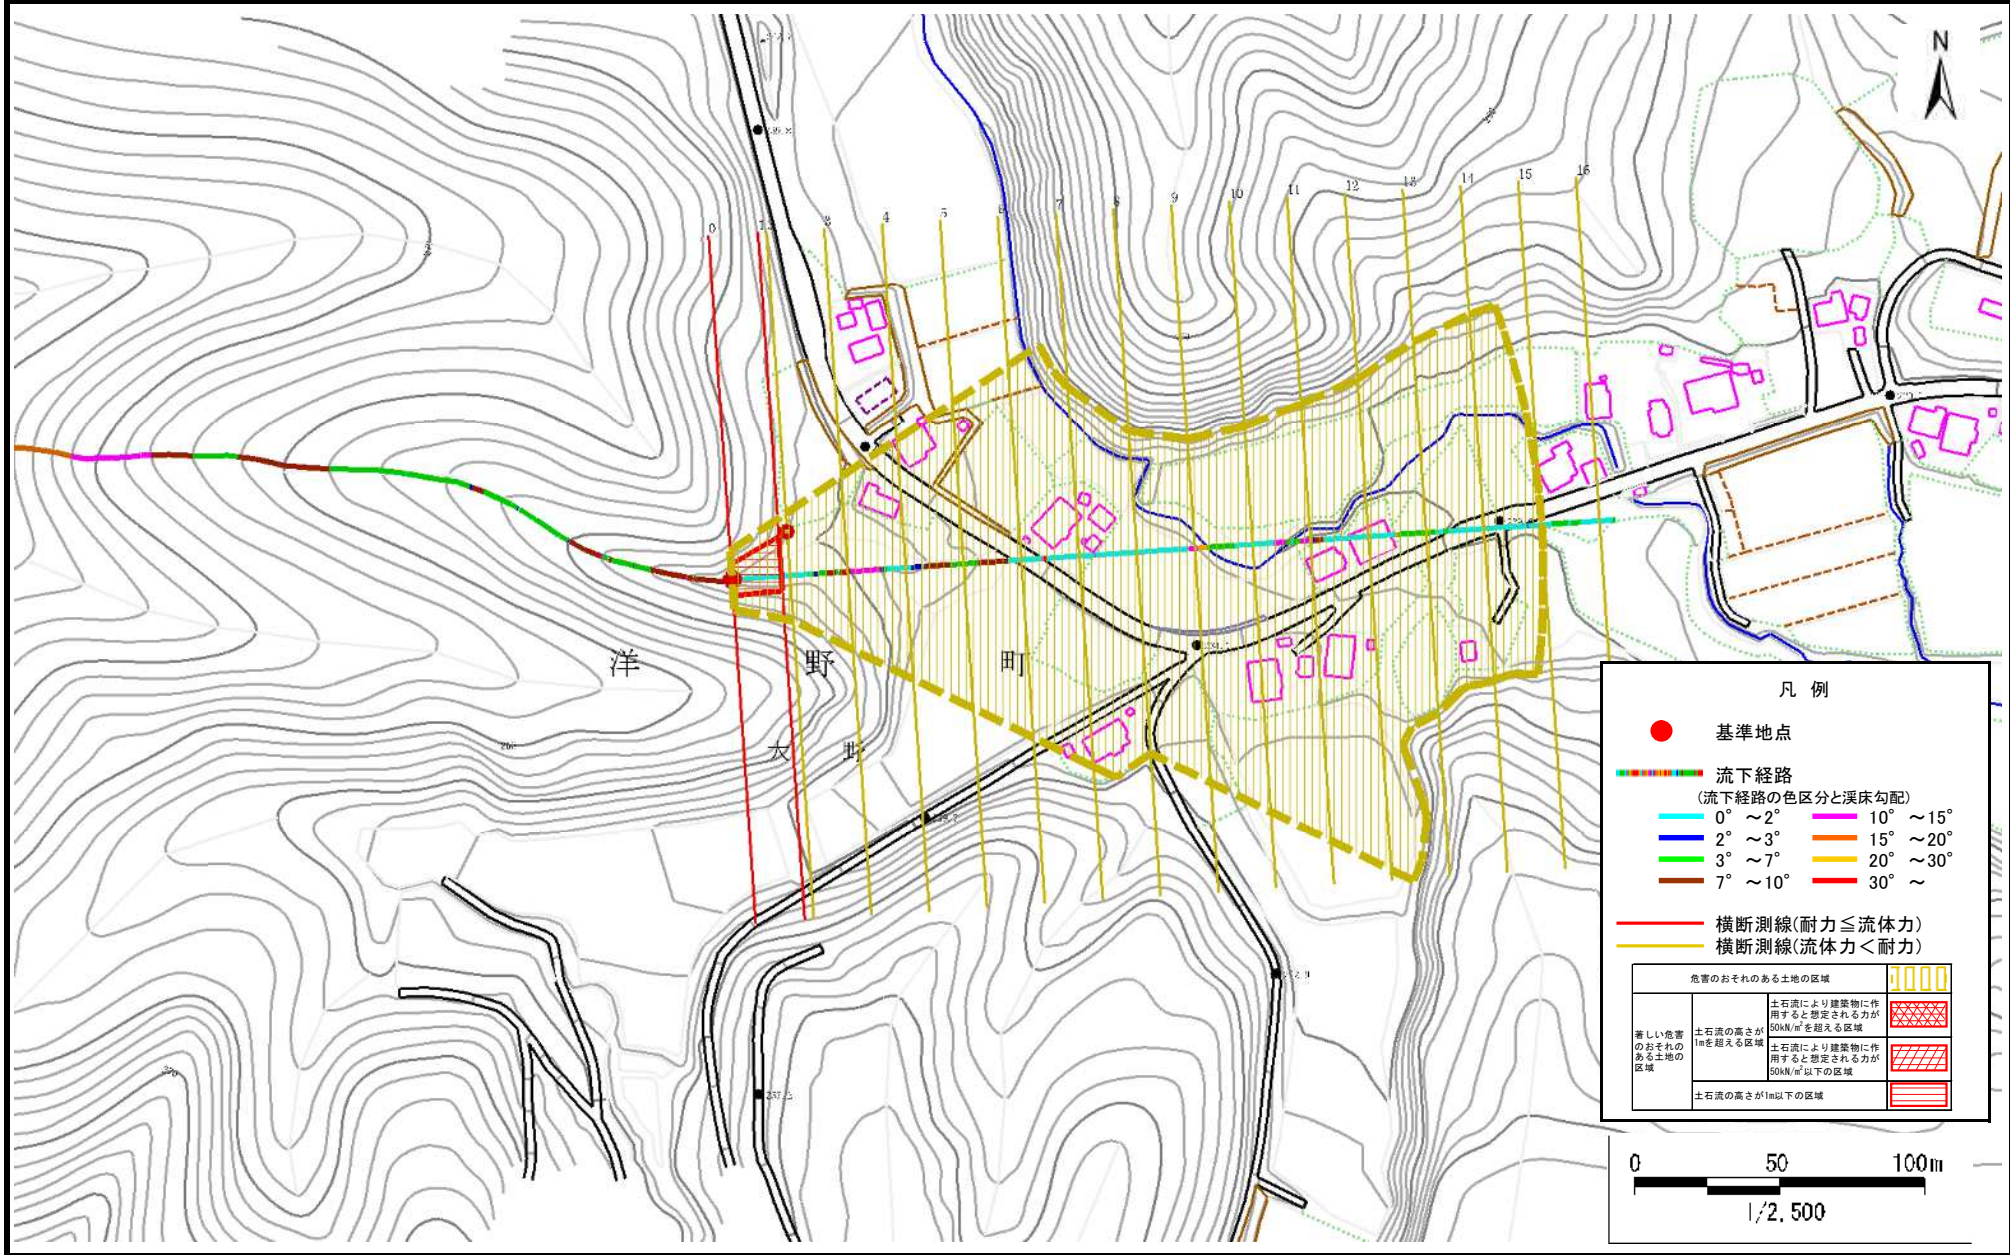 N
0
4
5
6
7
8
9
10
11
12
13
14
15
16
洋野町
大野
凡 例
基準地点
流下経路
(流下経路の色区分と渓床勾配)
0° ～2° 10° ～15°
2° ～3° 15° ～20°
3° ～7° 20° ～30°
7° ～10° 30° ～
横断測線(耐力≦流体力)
横断測線(流体力＜耐力)
危害のおそれのある土地の区域
著しい危害
のおそれの
ある土地の
区域
土石流の高さが
1mを超える区域
土石流により建築物に作
用すると想定される力が
50kN/㎡を超える区域
土石流により建築物に作
用すると想定される力が
50kN/㎡以下の区域
土石流の高さが1m以下の区域
0 50 100m
1/2,500